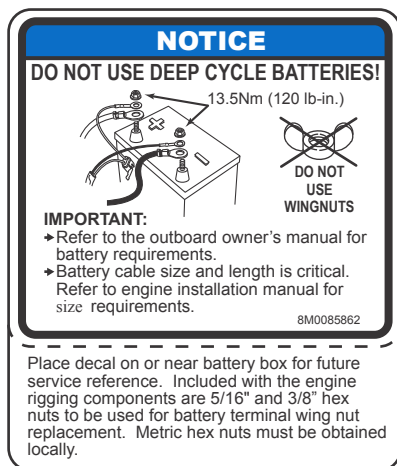 NOTICE
DO NOT USE DEEP CYCLE BATTERIES!
13.5Nm (120 lb-in.)
DO NOT
USE
WINGNUTS
IMPORTANT:
Refer to the outboard owner’s manual for
battery requirements.
Battery cable size and length is critical.
Refer to engine installation manual for
size requirements.
8M0085862
Place decal on or near battery box for future
service reference. Included with the engine
rigging components are 5/16" and 3/8” hex
nuts to be used for battery terminal wing nut
replacement. Metric hex nuts must be obtained
locally.